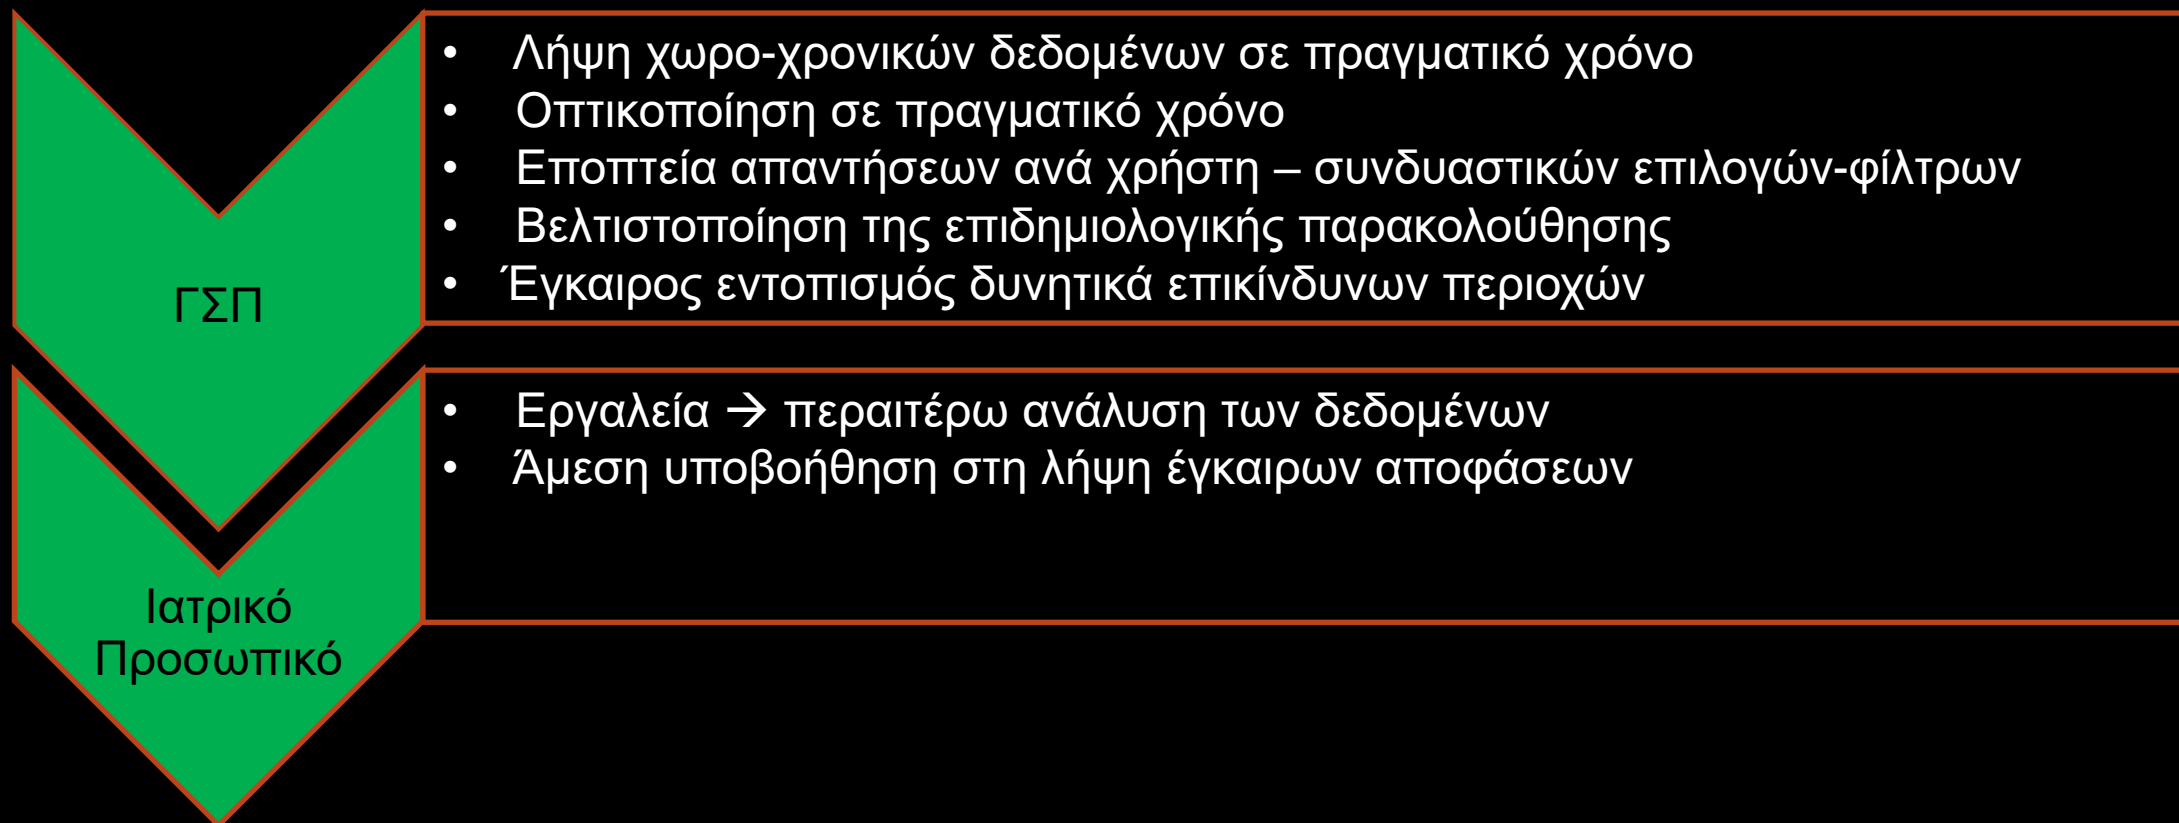 ΓΣΠ
• Λήψη χωρο-χρονικών δεδομένων σε πραγματικό χρόνο
• Οπτικοποίηση σε πραγματικό χρόνο
• Εποπτεία απαντήσεων ανά χρήστη – συνδυαστικών επιλογών-φίλτρων
• Βελτιστοποίηση της επιδημιολογικής παρακολούθησης
• Έγκαιρος εντοπισμός δυνητικά επικίνδυνων περιοχών
Ιατρικό
Προσωπικό
• Εργαλεία → περαιτέρω ανάλυση των δεδομένων
• Άμεση υποβοήθηση στη λήψη έγκαιρων αποφάσεων